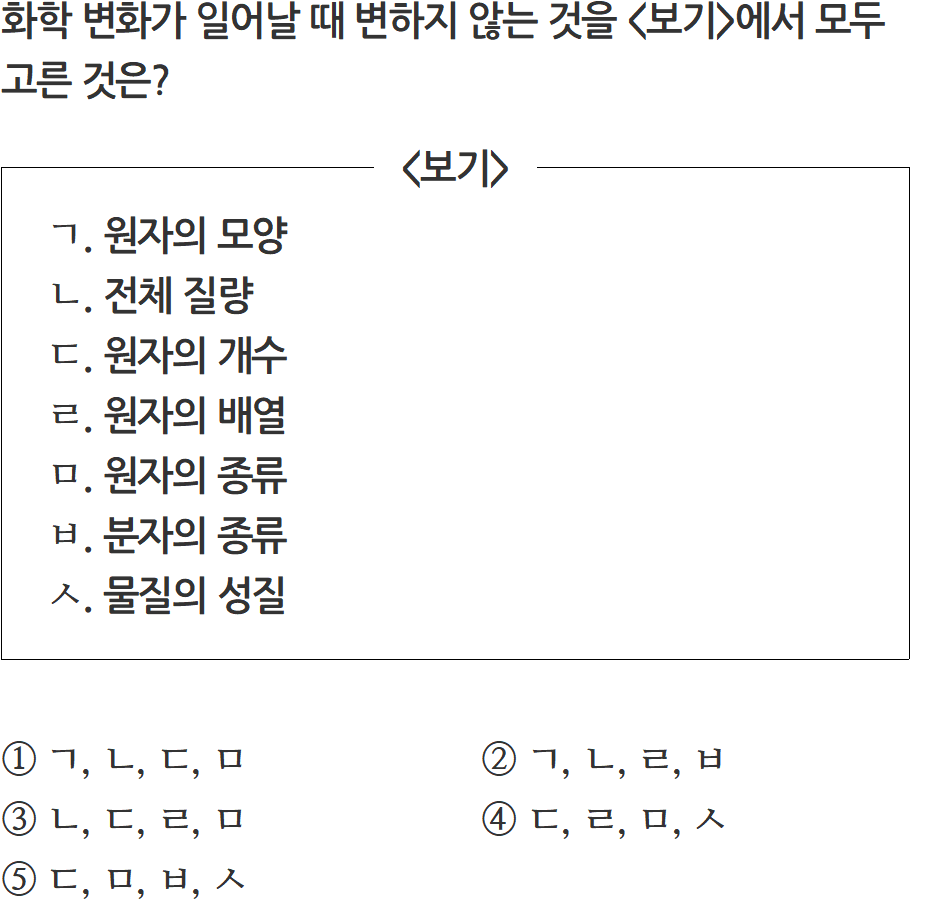 화학 변화가 일어날 때 변하지 않는 것을 <보기>에서 모두
고른 것은?
<보기>
ㄱ. 원자의 모양
ㄴ. 전체 질량
ㄷ. 원자의 개수
ㄹ. 원자의 배열
ㅁ. 원자의 종류
ㅂ. 분자의 종류
ㅅ. 물질의 성질
① ㄱ, ㄴ, ㄷ, ㅁ ② ㄱ, ㄴ, ㄹ, ㅂ
③ ㄴ, ㄷ, ㄹ, ㅁ ④ ㄷ, ㄹ, ㅁ, ㅅ
⑤ ㄷ, ㅁ, ㅂ, ㅅ